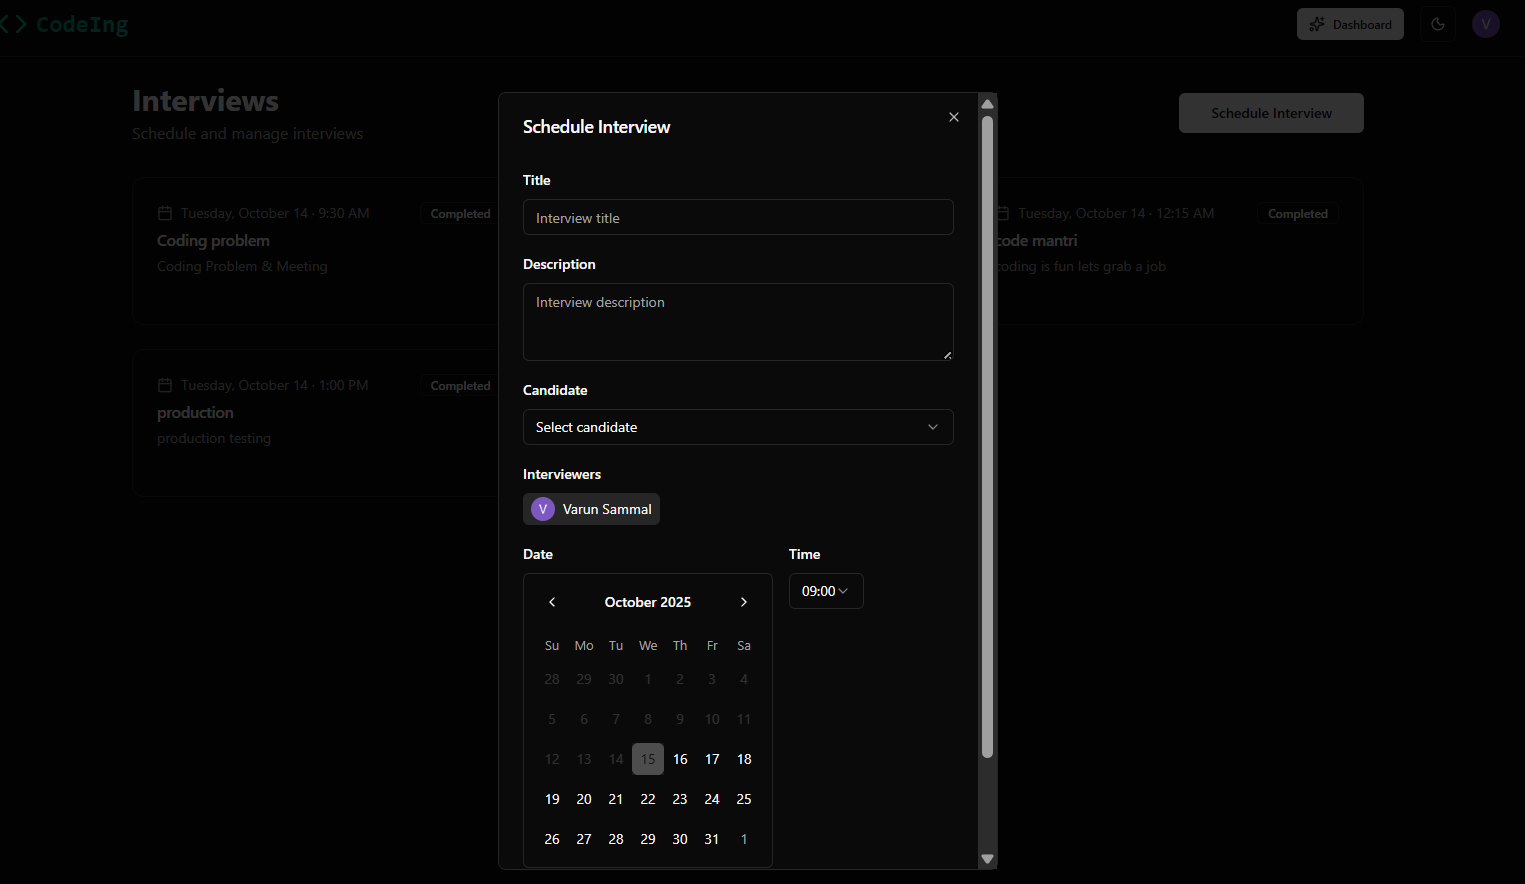 CodeIng
Dashboard
V
Interviews
Schedule and manage interviews
Schedule Interview
Tuesday, October 14 · 9:30 AM
Completed
Coding problem
Coding Problem & Meeting
Tuesday, October 14 · 12:15 AM
Completed
code mantri
coding is fun lets grab a job
Tuesday, October 14 · 1:00 PM
Completed
production
production testing
Schedule Interview
Title
Interview title
Description
Interview description
Candidate
Select candidate
Interviewers
V Varun Sammal
Date
Time
09:00
October 2025
Su Mo Tu We Th Fr Sa
28 29 30 1 2 3 4
5 6 7 8 9 10 11
12 13 14 15 16 17 18
19 20 21 22 23 24 25
26 27 28 29 30 31 1